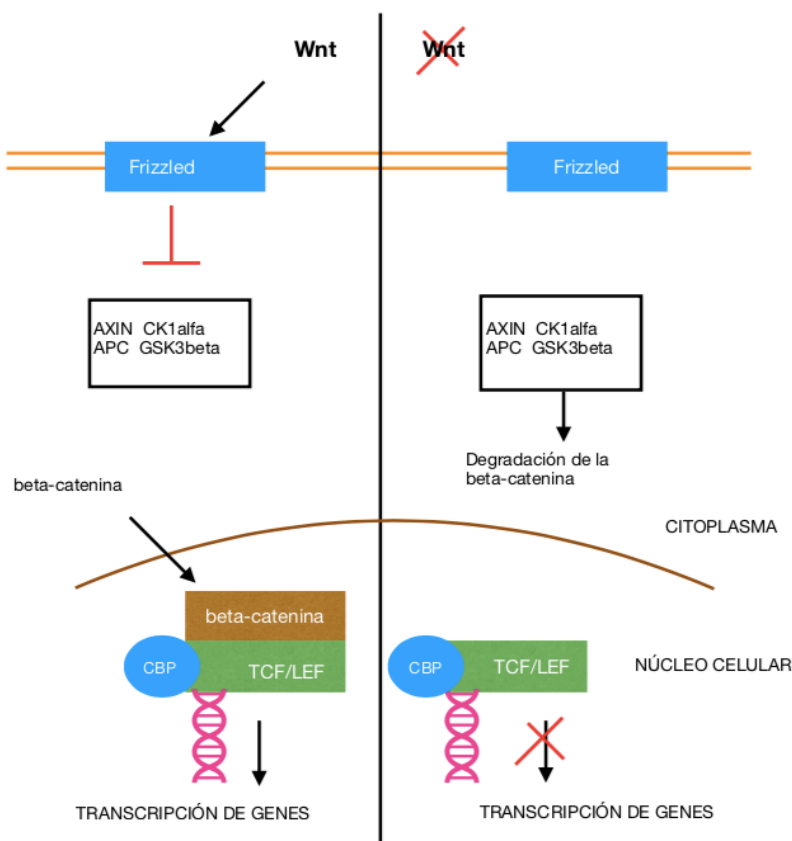 Wnt
Wnt
Frizzled
Frizzled
AXIN CK1alfa
APC GSK3beta
AXIN CK1alfa
APC GSK3beta
Degradación de la
beta-catenina
beta-catenina
CITOPLASMA
beta-catenina
CBP
TCF/LEF
CBP
TCF/LEF
NÚCLEO CELULAR
TRANSCRIPCIÓN DE GENES
TRANSCRIPCIÓN DE GENES